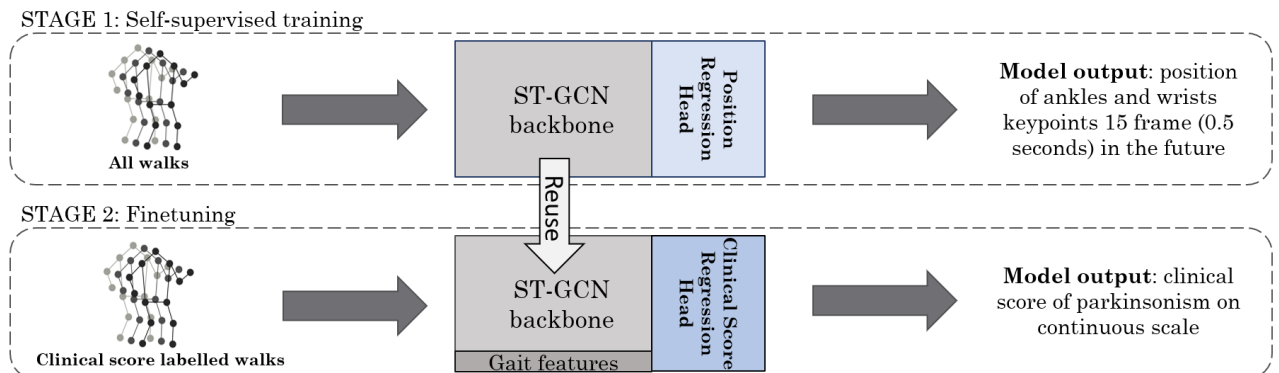 STAGE 1: Self-supervised training
All walks
ST-GCN
backbone
Position
Regression
Head
Model output: position
of ankles and wrists
keypoints 15 frame (0.5
seconds) in the future
Reuse
STAGE 2: Finetuning
Clinical score labelled walks
ST-GCN
backbone
Gait features
Clinical Score
Regression
Head
Model output: clinical
score of parkinsonism on
continuous scale